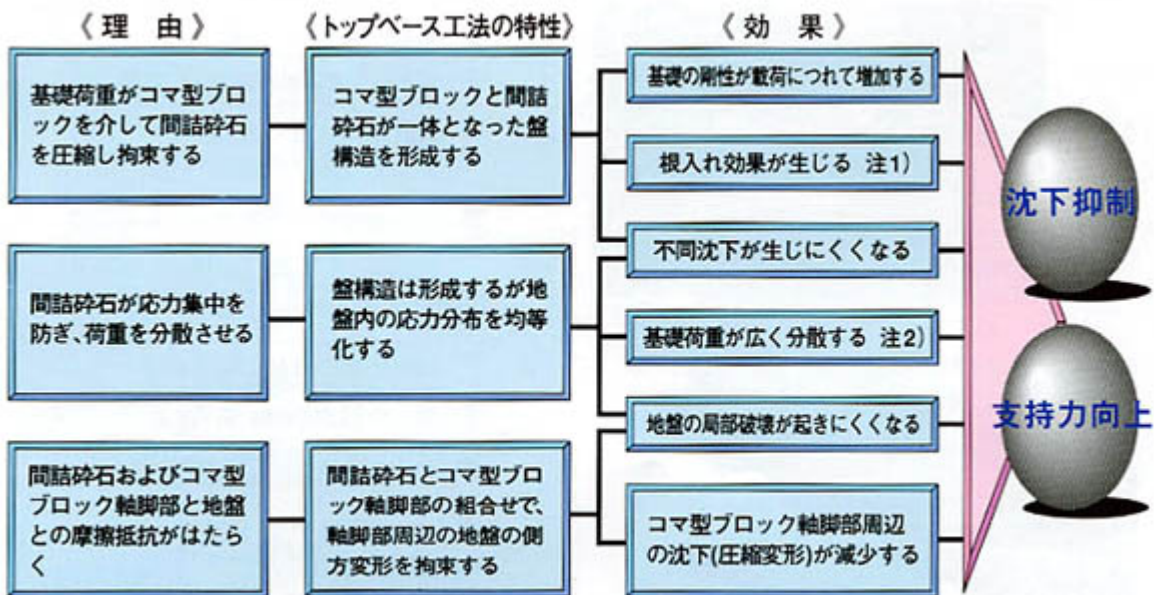 《理 由》
《トップベース工法の特性》
《効 果》
基礎荷重がコマ型ブロ
ックを介して間詰砕石
を圧縮し拘束する
コマ型ブロックと間詰
砕石が一体となった盤
構造を形成する
基礎の剛性が載荷につれて増加する
根入れ効果が生じる 注1)
不同沈下が生じにくくなる
間詰砕石が応力集中を
防ぎ、荷重を分散させる
盤構造は形成するが地
盤内の応力分布を均等
化する
基礎荷重が広く分散する 注2)
地盤の局部破壊が起きにくくなる
間詰砕石およびコマ型
ブロック軸脚部と地盤
との摩擦抵抗がはたら
く
間詰砕石とコマ型ブロ
ック軸脚部の組合せで、
軸脚部周辺の地盤の側
方変形を拘束する
コマ型ブロック軸脚部周辺
の沈下(圧縮変形)が減少する
沈下抑制
支持力向上